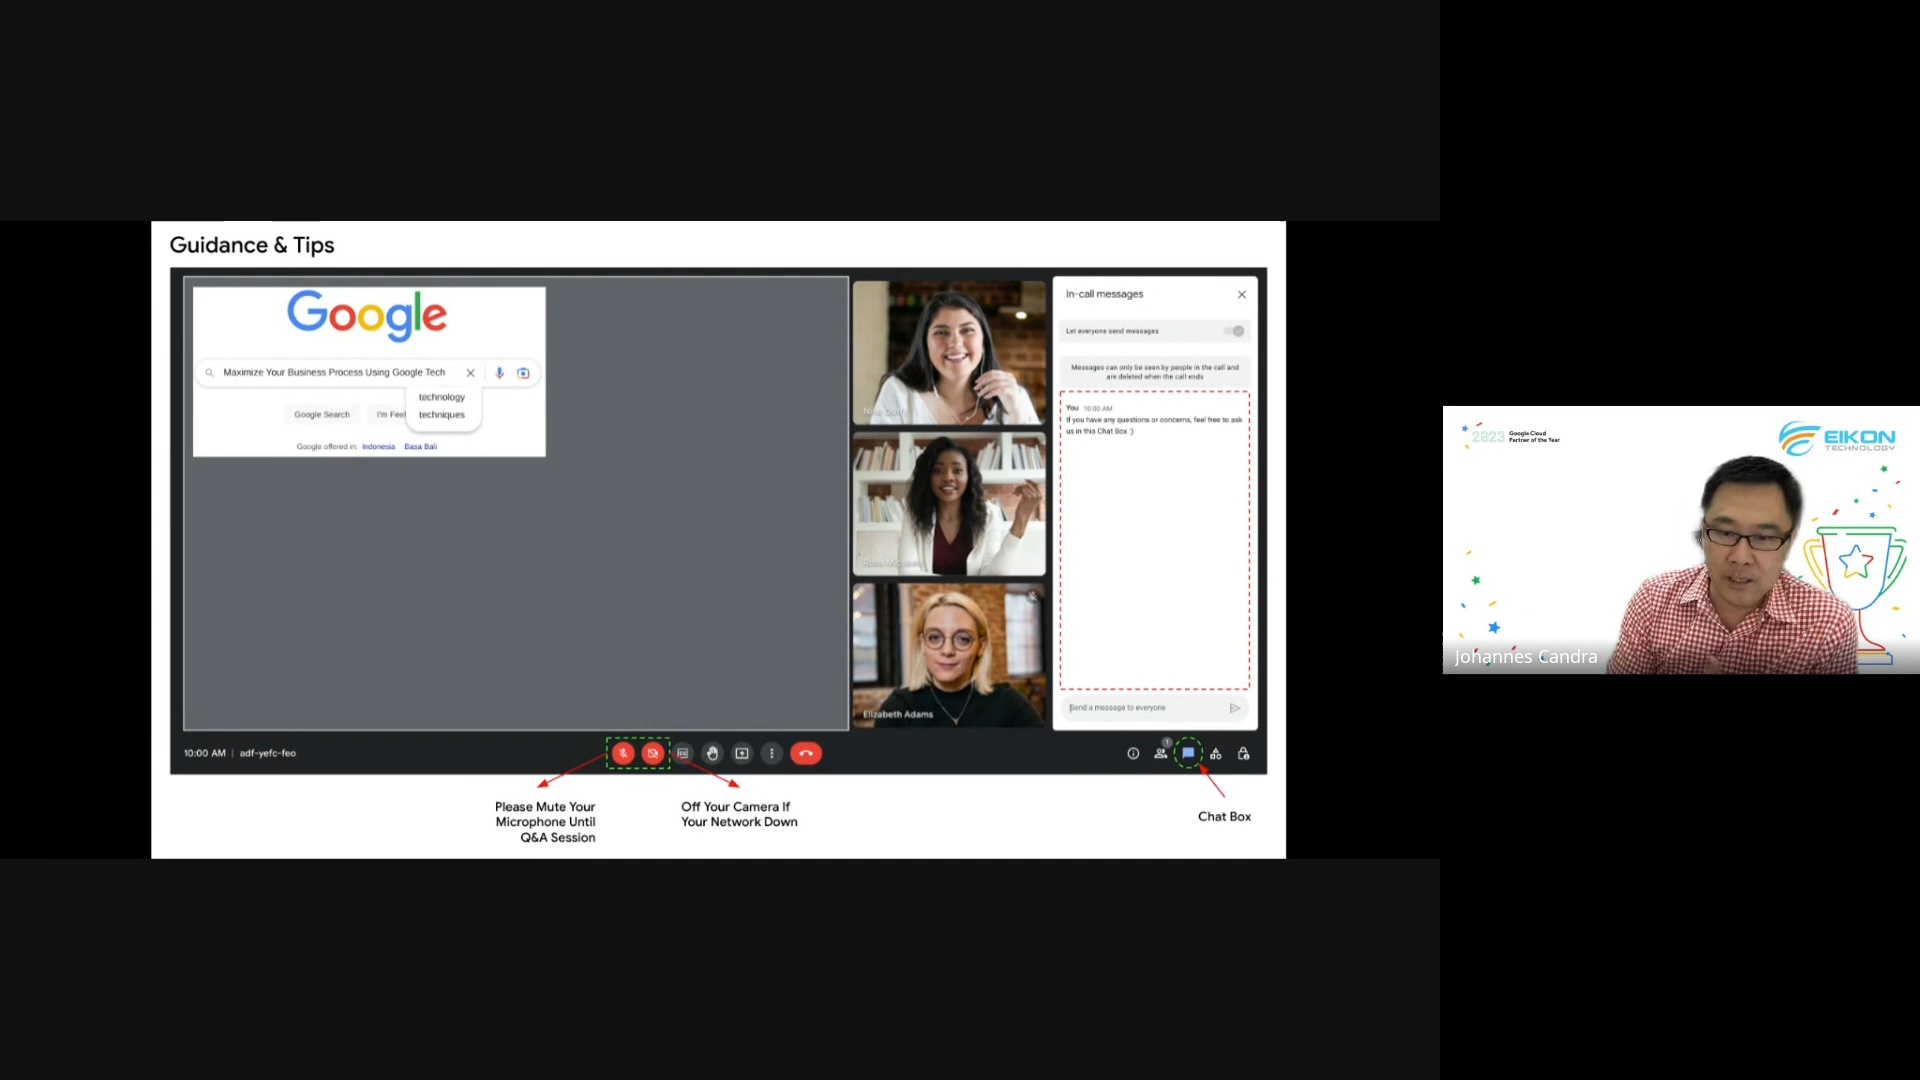 Guidance & Tips
Google
Maximize Your Business Process Using Google Tech
technology
techniques
Google Search
I'm Feel
Google offered in: Indonesia Basa Bali
Elizabeth Adams
In-call messages
Let everyone send messages
Messages can only be seen by people in the call and
are deleted when the call ends
You 10:00 AM
If you have any questions or concerns, feel free to ask
us in this Chat Box :)
Send a message to everyone
10:00 AM | adf-yefc-feo
1
Please Mute Your
Microphone Until
Q&A Session
Off Your Camera If
Your Network Down
Chat Box
2023 Google Cloud
Partner of the Year
EIKON
TECHNOLOGY
Johannes Candra